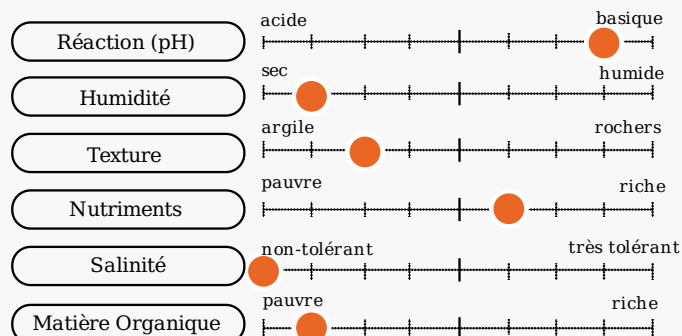 Réaction (pH)
acide
basique
Humidité
sec
humide
Texture
argile
rochers
Nutriments
pauvre
riche
Salinité
non-tolérant
très tolérant
Matière Organique
pauvre
riche